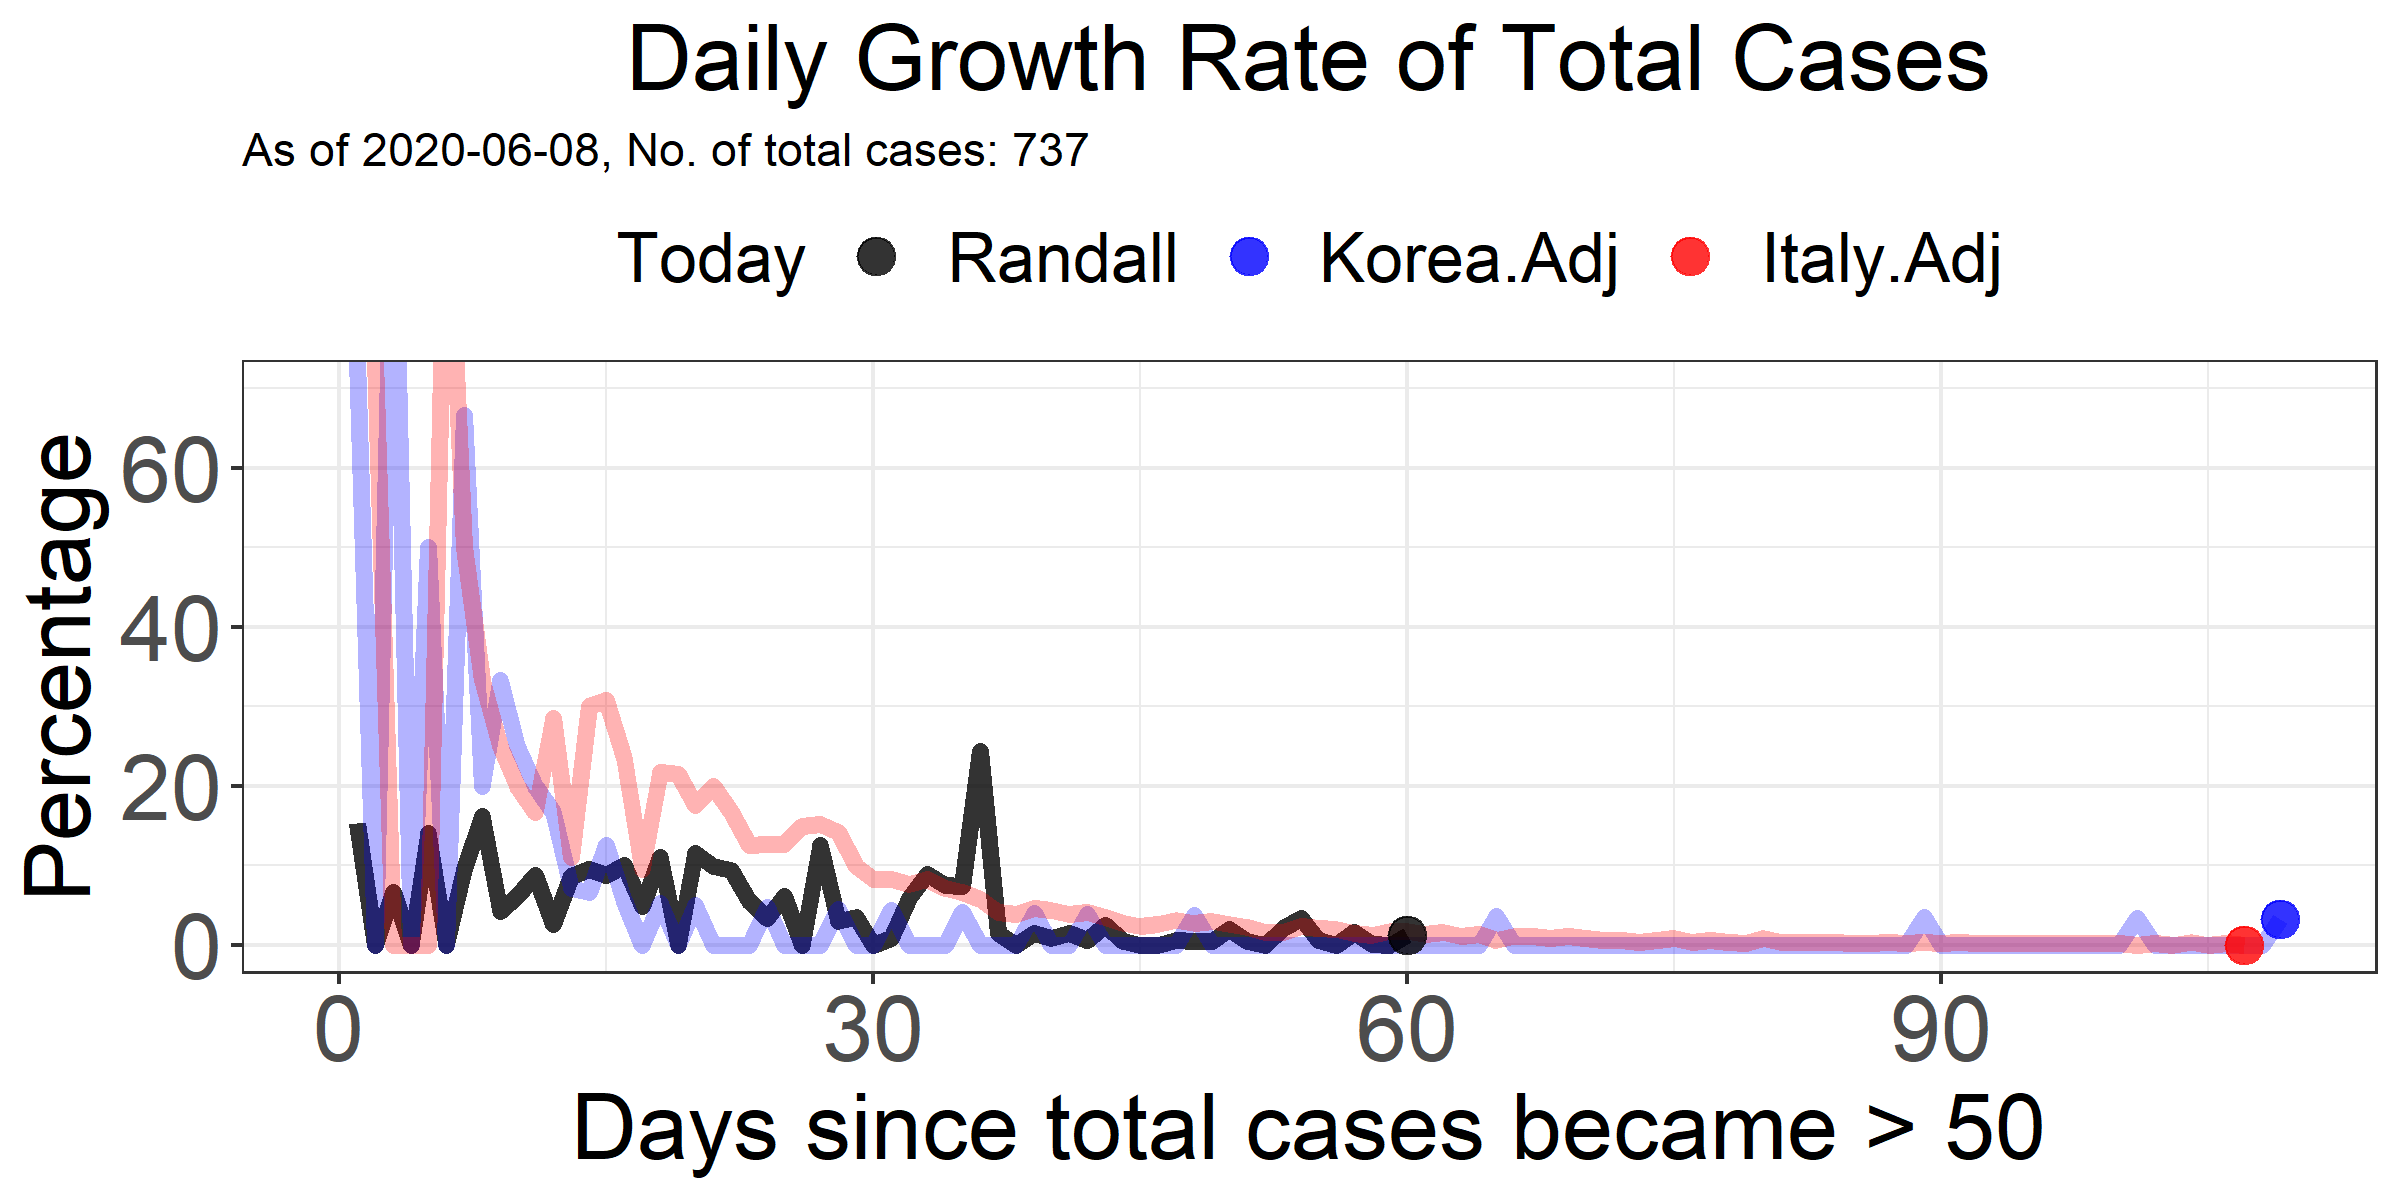 Daily Growth Rate of Total Cases
As of 2020-06-08, No. of total cases: 737
Today Randall Korea.Adj Italy.Adj
Percentage
60
40
20
0
0 30 60 90
Days since total cases became > 50